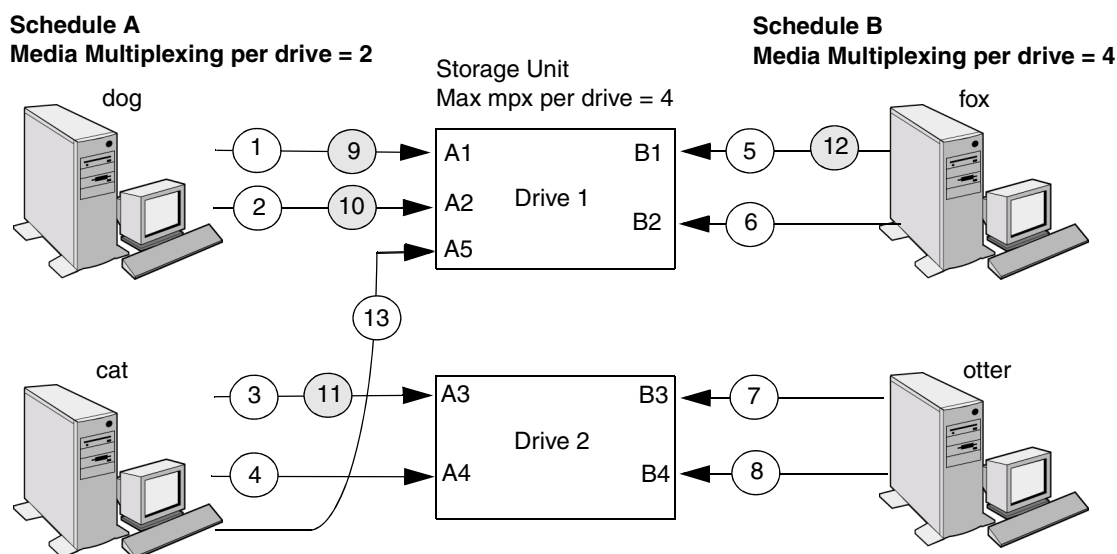 Schedule A
Media Multiplexing per drive = 2
Schedule B
Media Multiplexing per drive = 4
Storage Unit
Max mpx per drive = 4
dog
fox
1
9
A1
B1
5
12
Drive 1
2
10
A2
B2
6
A5
13
cat
otter
3
11
A3
B3
7
Drive 2
4
A4
B4
8